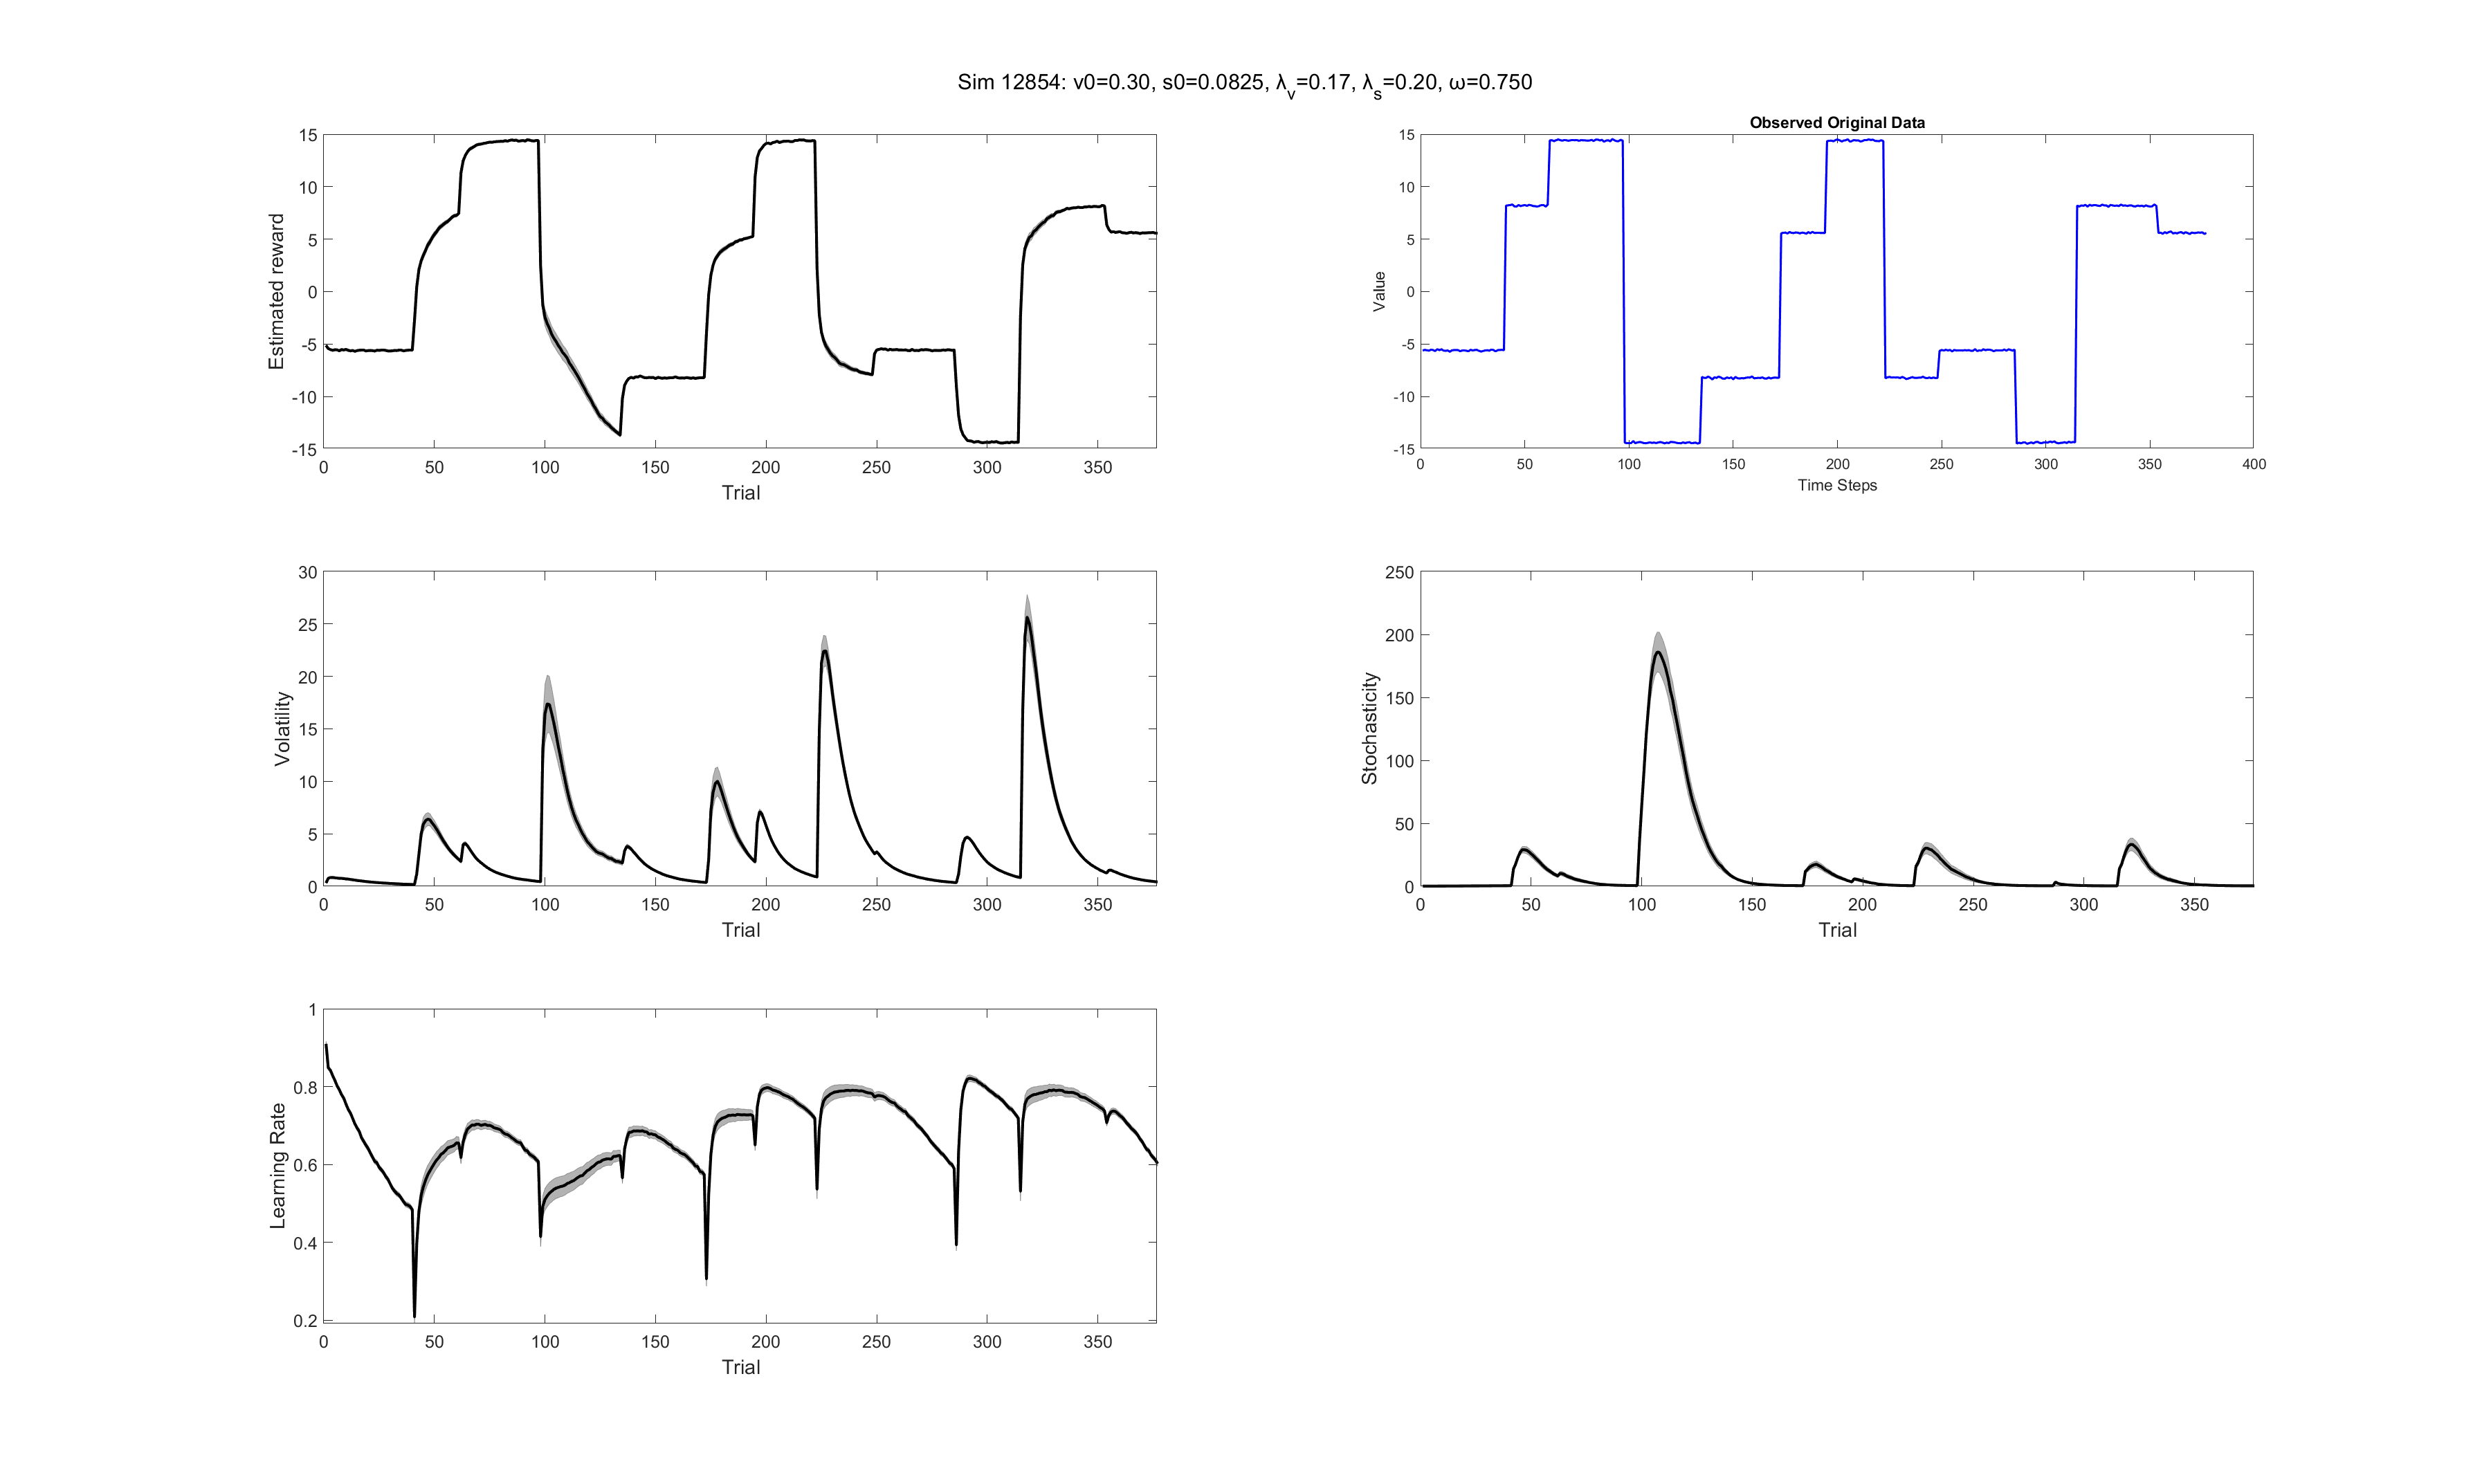 Sim 12854: v0=0.30, s0=0.0825, λv=0.17, λs=0.20, ω=0.750
15
10
5
0
-5
-10
-15
Estimated reward
0 50 100 150 200 250 300 350
Trial
Observed Original Data
15
10
5
0
-5
-10
-15
Value
0 50 100 150 200 250 300 350 400
Time Steps
30
25
20
15
10
5
0
Volatility
0 50 100 150 200 250 300 350
Trial
250
200
150
100
50
0
Stochasticity
0 50 100 150 200 250 300 350
Trial
1
0.8
0.6
0.4
0.2
Learning Rate
0 50 100 150 200 250 300 350
Trial